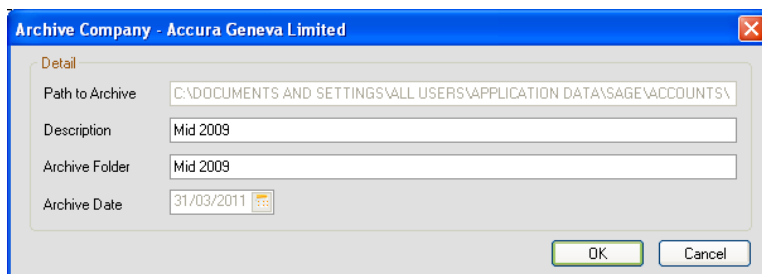 Archive Company - Accura Geneva Limited
Detail
Path to Archive C:\DOCUMENTS AND SETTINGS\ALL USERS\APPLICATION DATA\SAGE\ACCOUNTS\
Description Mid 2009
Archive Folder Mid 2009
Archive Date 31/03/2011
OK Cancel